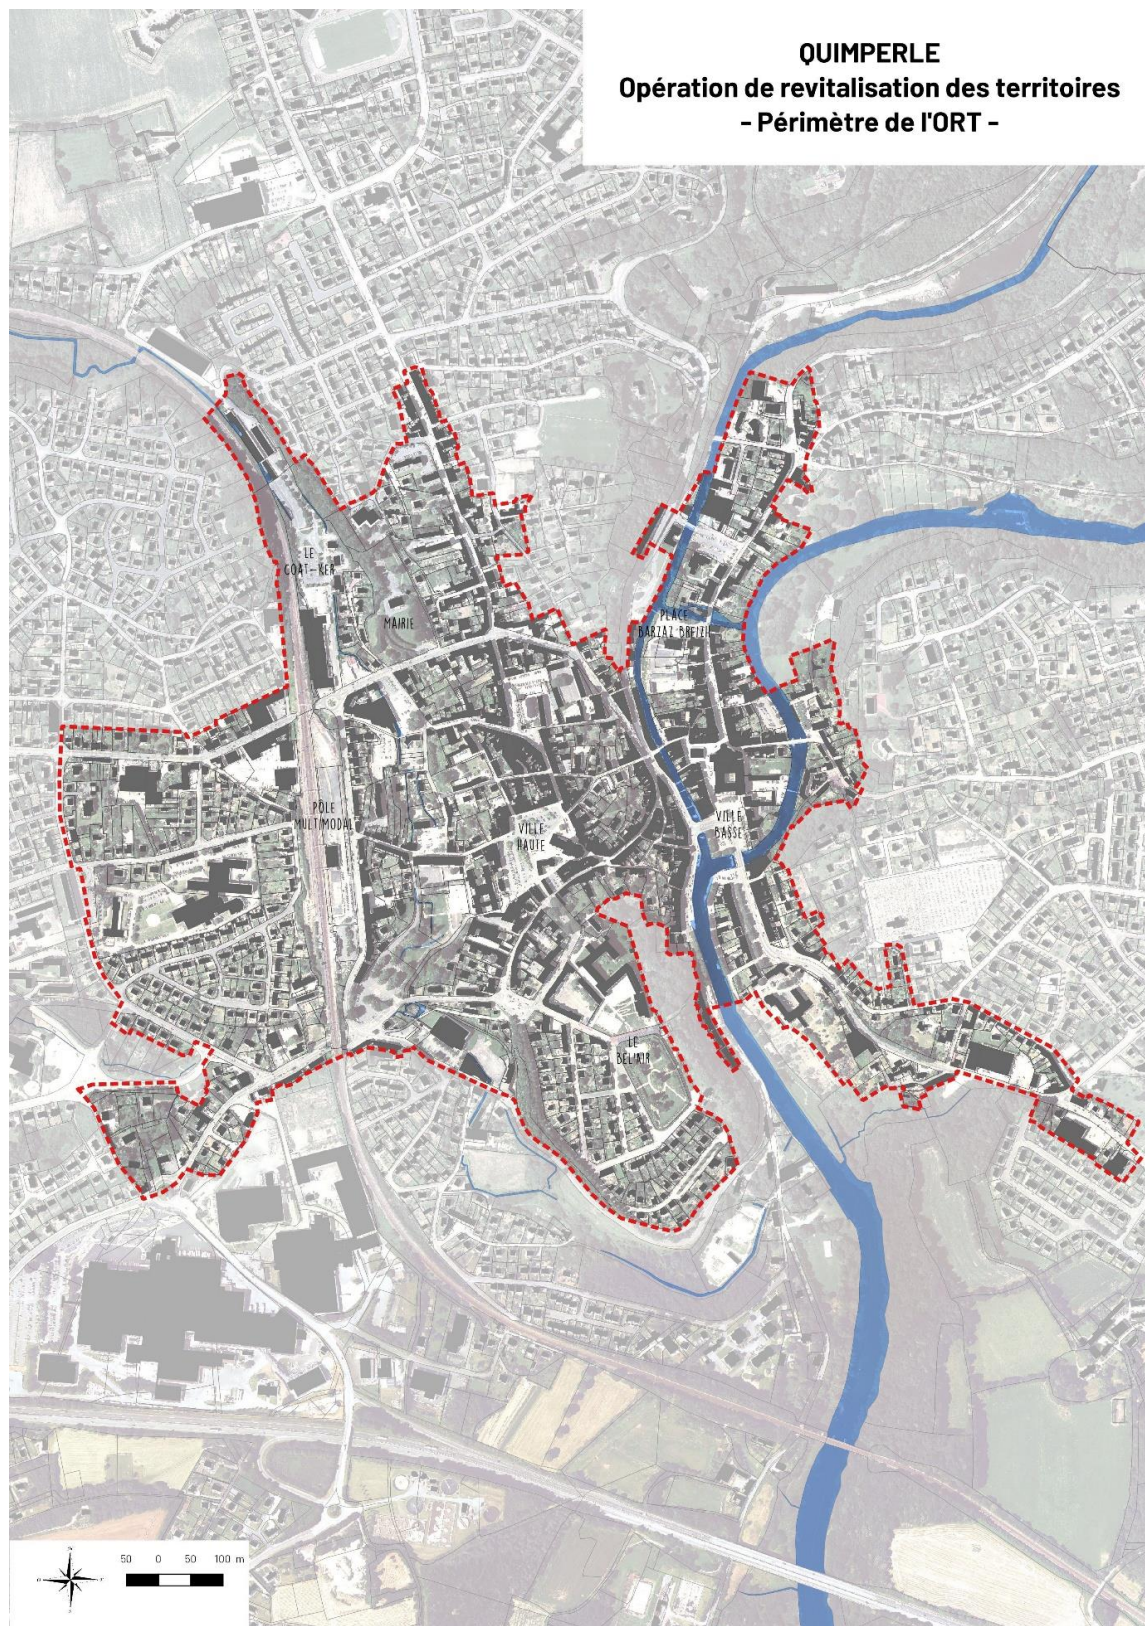 QUIMPERLE
Opération de revitalisation des territoires
- Périmètre de l'ORT -
LE
COAT-KER
MAIRIE
PLACE
BARZAZ BREIZH
PÔLE
MULTIMODAL
VILLE
HAUTE
VILLE
BASSE
LE
BEL'AIR
50 0 50 100 m